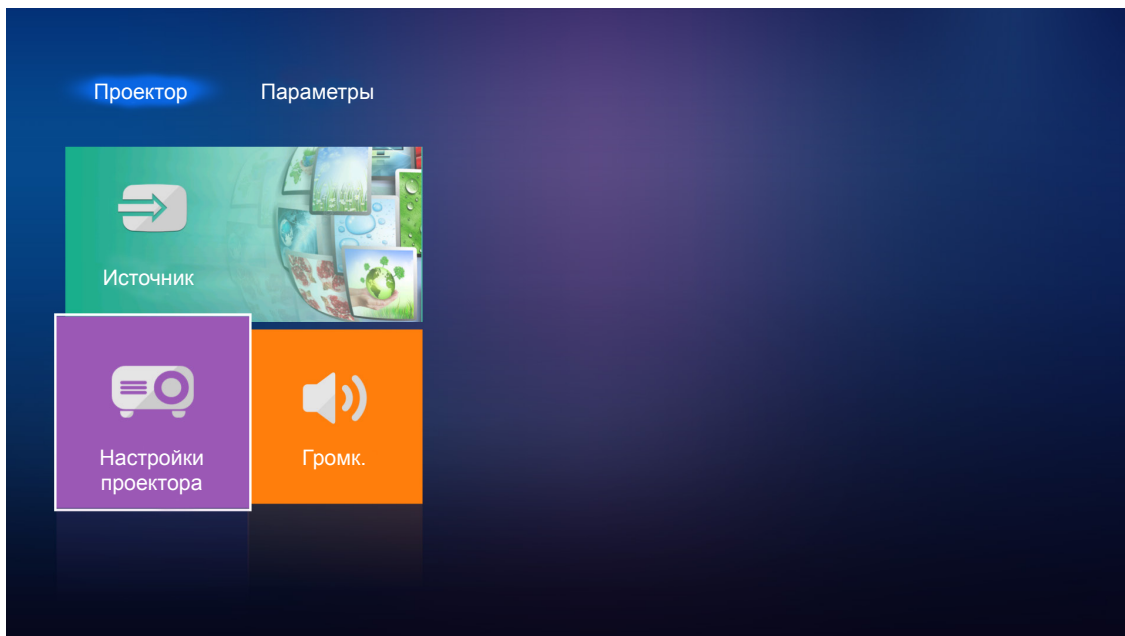 Проектор
Параметры
Источник
Настройки
проектора
Громк.